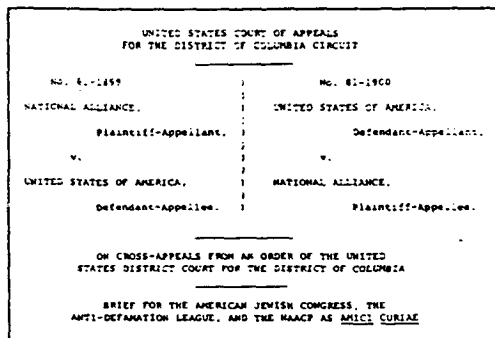 UNITED STATES COURT OF APPEALS
FOR THE DISTRICT OF COLUMBIA CIRCUIT
No. 81-1899 No. 81-1900
NATIONAL ALLIANCE, UNITED STATES OF AMERICA,
Plaintiff-Appellant, Defendant-Appellant,
v. v.
UNITED STATES OF AMERICA, NATIONAL ALLIANCE,
Defendant-Appellee. Plaintiff-Appellee.
ON CROSS-APPEALS FROM AN ORDER OF THE UNITED
STATES DISTRICT COURT FOR THE DISTRICT OF COLUMBIA
BRIEF FOR THE AMERICAN JEWISH CONGRESS, THE
ANTI-DEFAMATION LEAGUE, AND THE NAACP AS AMICI CURIAE